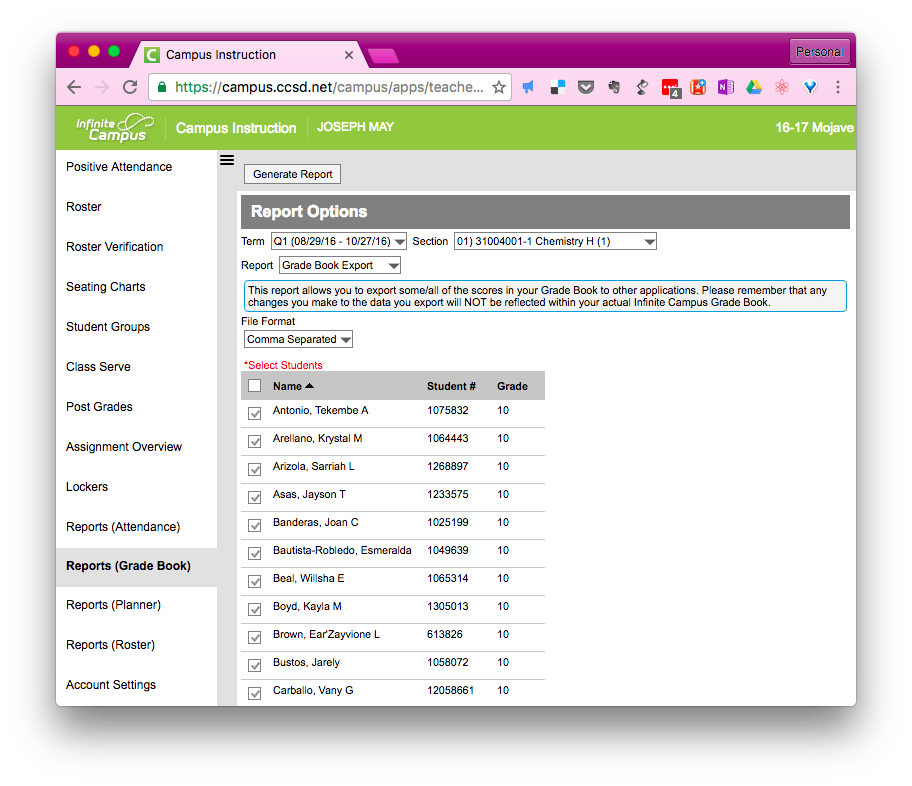 Campus Instruction
Personal
https://campus.ccsd.net/campus/apps/teache...
4
Infinite Campus
Campus Instruction
JOSEPH MAY
16-17 Mojave
Positive Attendance
Roster
Roster Verification
Seating Charts
Student Groups
Class Serve
Post Grades
Assignment Overview
Lockers
Reports (Attendance)
Reports (Grade Book)
Reports (Planner)
Reports (Roster)
Account Settings
Generate Report
Report Options
Term Q1 (08/29/16 - 10/27/16) Section 01) 31004001-1 Chemistry H (1)
Report Grade Book Export
This report allows you to export some/all of the scores in your Grade Book to other applications. Please remember that any
changes you make to the data you export will NOT be reflected within your actual Infinite Campus Grade Book.
File Format
Comma Separated
*Select Students
Name Student # Grade
Antonio, Tekembe A 1075832 10
Arellano, Krystal M 1064443 10
Arizola, Sarriah L 1268897 10
Asas, Jayson T 1233575 10
Banderas, Joan C 1025199 10
Bautista-Robledo, Esmeralda 1049639 10
Beal, Willsha E 1065314 10
Boyd, Kayla M 1305013 10
Brown, Ear'Zayvione L 613826 10
Bustos, Jarely 1058072 10
Carballo, Vany G 12058661 10